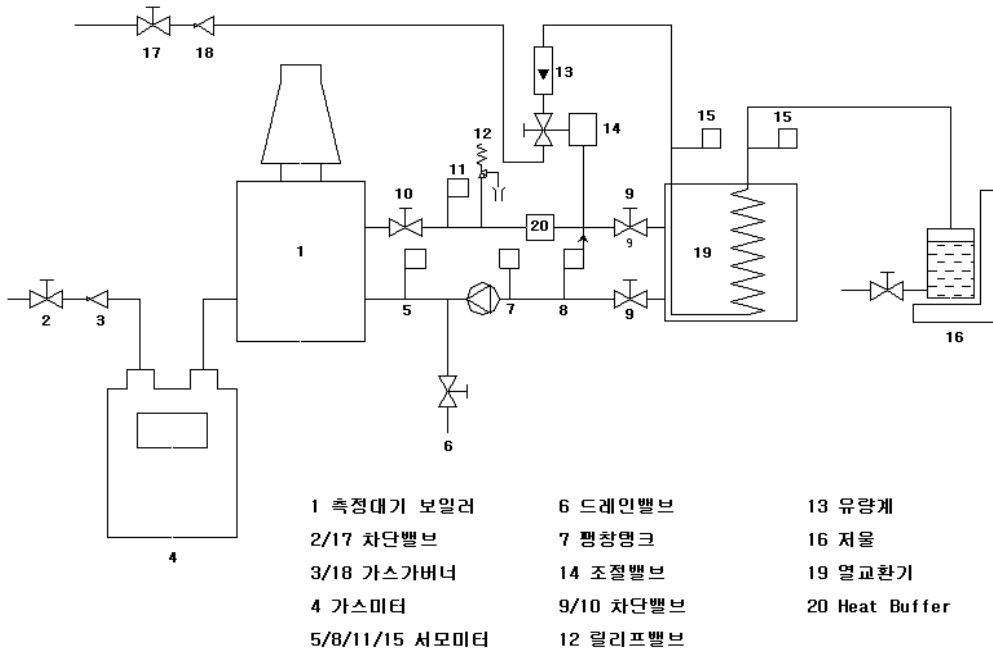 17
18
13
14
15
15
12
11
10
20
9
9
1
19
2
3
5
7
8
9
16
6
4
1 측정대기 보일러
6 드레인밸브
13 유량계
2/17 차단밸브
7 평창탱크
16 저울
3/18 가스가버너
14 조절밸브
19 열교환기
4 가스미터
9/10 차단밸브
20 Heat Buffer
5/8/11/15 서모미터
12 릴리프밸브